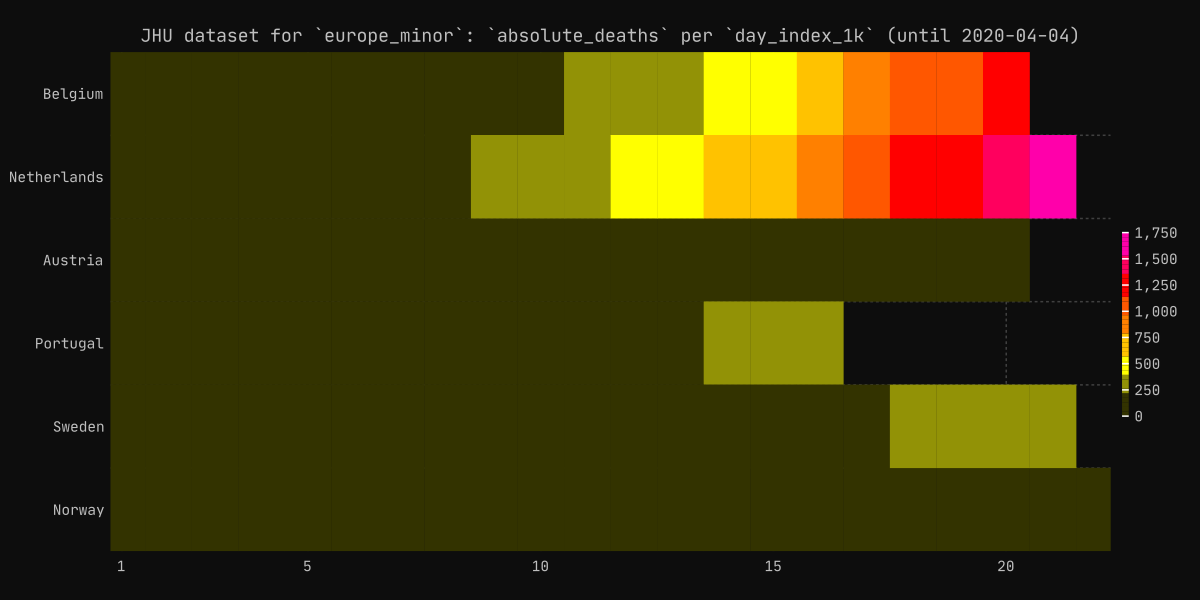 JHU dataset for `europe_minor`: `absolute_deaths` per `day_index_1k` (until 2020-04-04)
Belgium
Netherlands
Austria
Portugal
Sweden
Norway
1 5 10 15 20
1,750
1,500
1,250
1,000
750
500
250
0